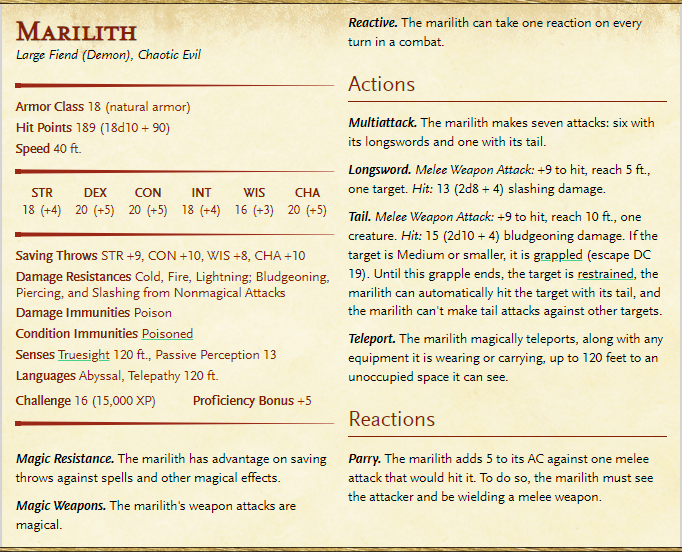 Marilith
Large Fiend (Demon), Chaotic Evil
Armor Class 18 (natural armor)
Hit Points 189 (18d10 + 90)
Speed 40 ft.
STR DEX CON INT WIS CHA
18 (+4) 20 (+5) 20 (+5) 18 (+4) 16 (+3) 20 (+5)
Saving Throws STR +9, CON +10, WIS +8, CHA +10
Damage Resistances Cold, Fire, Lightning; Bludgeoning,
Piercing, and Slashing from Nonmagical Attacks
Damage Immunities Poison
Condition Immunities Poisoned
Senses Truesight 120 ft., Passive Perception 13
Languages Abyssal, Telepathy 120 ft.
Challenge 16 (15,000 XP) Proficiency Bonus +5
Magic Resistance. The marilith has advantage on saving
throws against spells and other magical effects.
Magic Weapons. The marilith's weapon attacks are
magical.
Reactive. The marilith can take one reaction on every
turn in a combat.
Actions
Multiattack. The marilith makes seven attacks: six with
its longswords and one with its tail.
Longsword. Melee Weapon Attack: +9 to hit, reach 5 ft.,
one target. Hit: 13 (2d8 + 4) slashing damage.
Tail. Melee Weapon Attack: +9 to hit, reach 10 ft., one
creature. Hit: 15 (2d10 + 4) bludgeoning damage. If the
target is Medium or smaller, it is grappled (escape DC
19). Until this grapple ends, the target is restrained, the
marilith can automatically hit the target with its tail, and
the marilith can't make tail attacks against other targets.
Teleport. The marilith magically teleports, along with any
equipment it is wearing or carrying, up to 120 feet to an
unoccupied space it can see.
Reactions
Parry. The marilith adds 5 to its AC against one melee
attack that would hit it. To do so, the marilith must see
the attacker and be wielding a melee weapon.